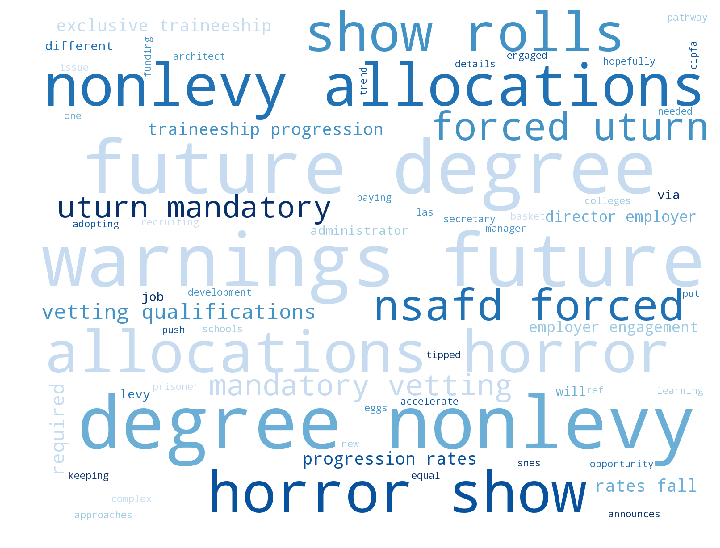 exclusive traineeship
show rolls
pathway
different
funding
architect
engaged
cipfa
issue
details
hopefully
nonlevy allocations
trend
one
needed
traineeship progression
forced uturn
future degree
uturn mandatory
paying
colleges
via
adopting
recruiting
las
secretary
basket
director employer
administrator
manager
warnings future
job
development
nsafd forced
put
vetting qualifications
push
schools
employer engagement
allocations horror
tipped
required
prisoner
mandatory vetting
levy
accelerate
will
ref
learning
eggs
degree nonlevy
new
progression rates
snes
opportunity
keeping
equal
horror show
rates fall
complex
approaches
announces